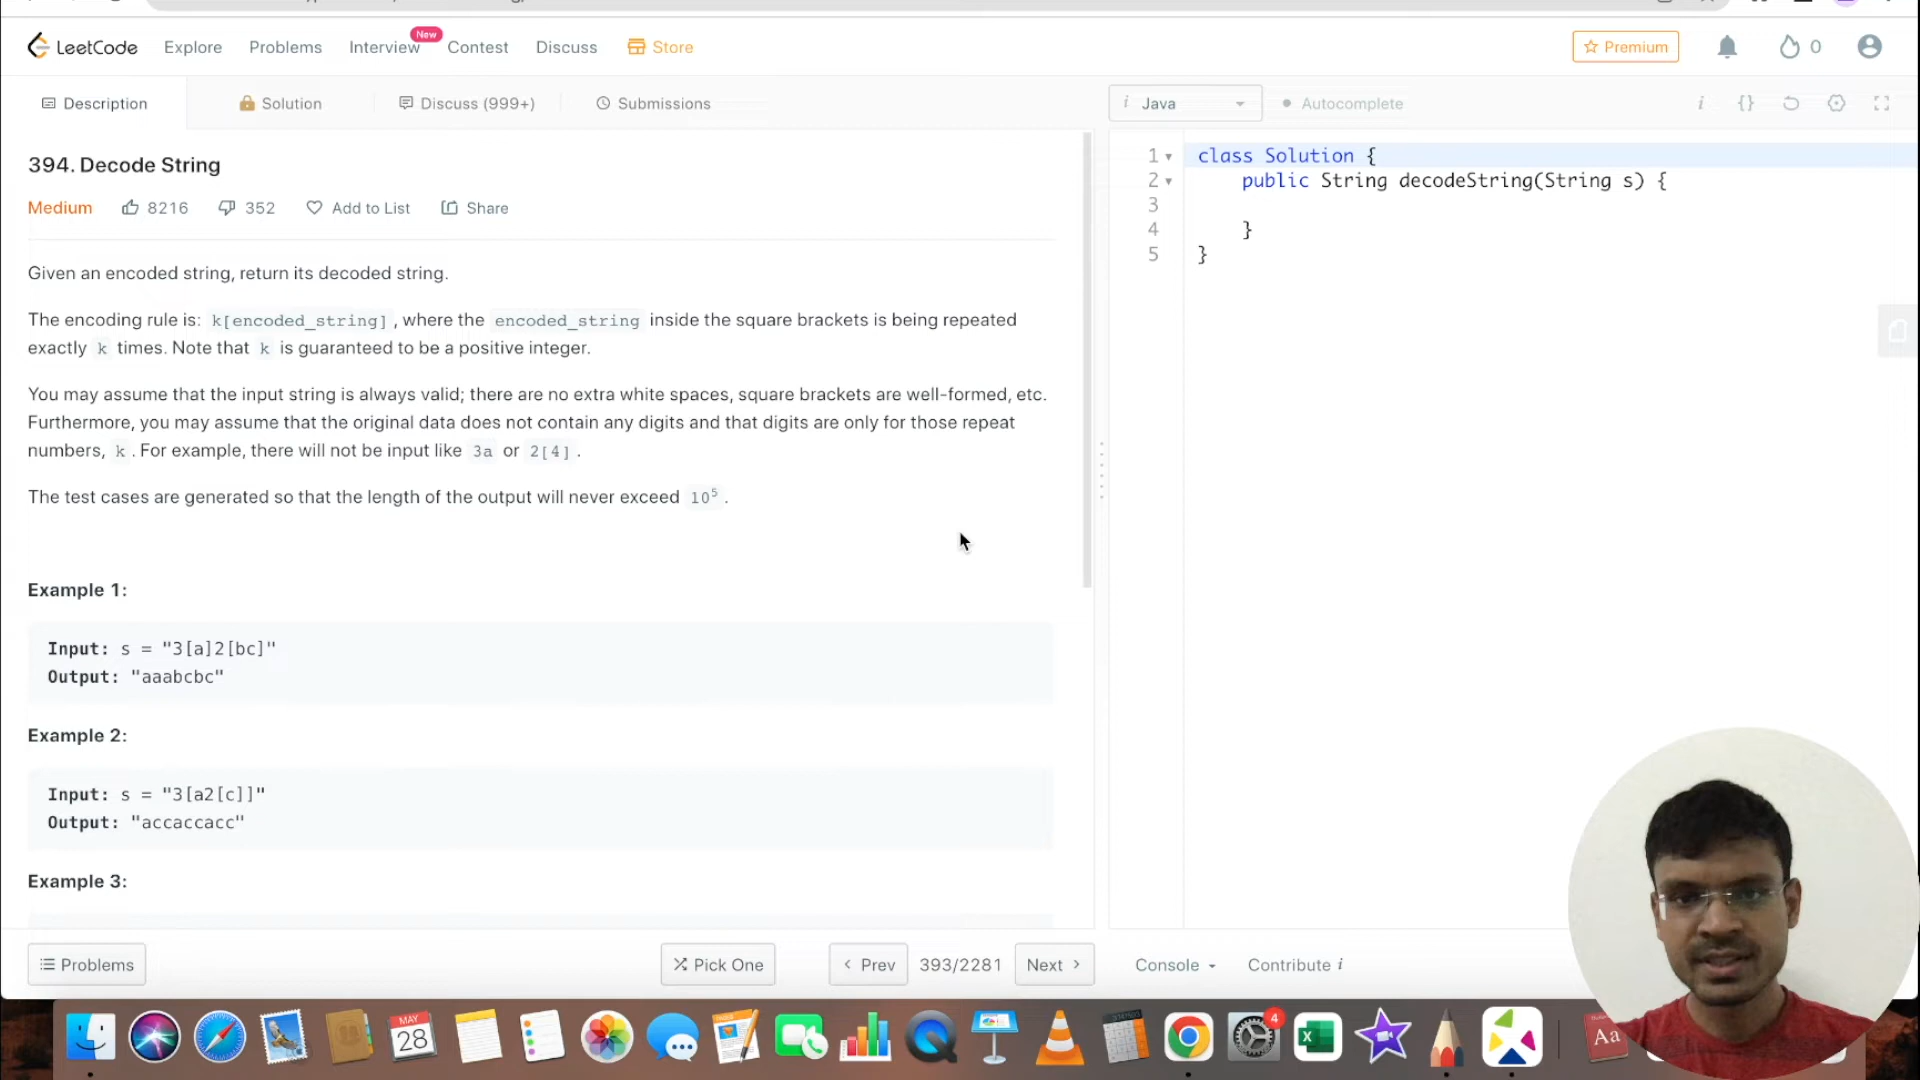 LeetCode Explore Problems Interview New Contest Discuss Store Premium 0
Description Solution Discuss (999+) Submissions
i Java Autocomplete i {}
394. Decode String
Medium 8216 352 Add to List Share
Given an encoded string, return its decoded string.
The encoding rule is: k[encoded_string], where the encoded_string inside the square brackets is being repeated
exactly k times. Note that k is guaranteed to be a positive integer.
You may assume that the input string is always valid; there are no extra white spaces, square brackets are well-formed, etc.
Furthermore, you may assume that the original data does not contain any digits and that digits are only for those repeat
numbers, k. For example, there will not be input like 3a or 2[4].
The test cases are generated so that the length of the output will never exceed 10⁵.
Example 1:
Input: s = "3[a]2[bc]"
Output: "aaabcbc"
Example 2:
Input: s = "3[a2[c]]"
Output: "accaccacc"
Example 3:
1 class Solution {
2 public String decodeString(String s) {
3
4 }
5 }
Problems Pick One < Prev 393/2281 Next > Console Contribute i
MAY
28
4
Aa